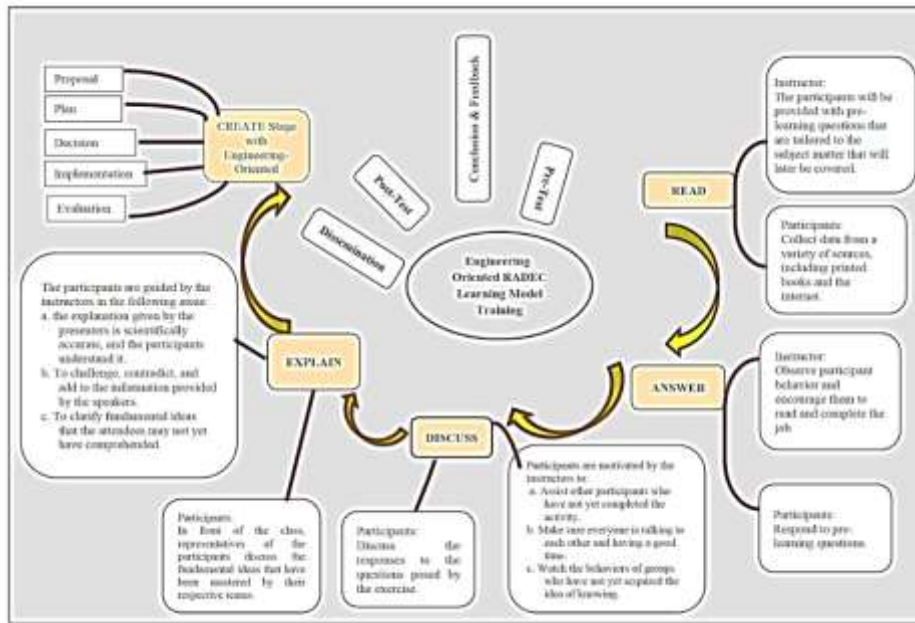 Proposal
Plan
Decision
Implementation
Evaluation
CREATE Stage
with
Engineering-
Oriented
Dissemination
Post-Test
Conclusion & Feedback
Pre-Test
Engineering
Oriented RADEC
Learning Model
Training
READ
Instructor:
The participants will be
provided with pre-
learning questions that
are tailored to the
subject matter that will
later be covered.
Participants:
Collect data from a
variety of sources,
including printed
books and the
internet.
ANSWER
Instructor:
Observe participant
behavior and
encourage them to
read and complete the
job
Participants:
Respond to pre-
learning questions.
DISCUSS
Participants are motivated by the
instructors to:
a. Assist other participants who
have not yet completed the
activity.
b. Make sure everyone is talking to
each other and having a good
time.
c. Watch the behaviors of groups
who have not yet acquired the
idea of knowing.
Participants:
Discuss the
responses to the
questions posed by
the exercise.
EXPLAIN
The participants are guided by the
instructors in the following areas:
a. the explanation given by the
presenters is scientifically
accurate, and the participants
understand it.
b. To challenge, contradict, and
add to the information provided
by the speakers.
c. To clarify fundamental ideas
that the attendees may not yet
have comprehended.
Participants:
In front of the class,
representatives of the
participants discuss the
fundamental ideas that have
been mastered by their
respective teams.